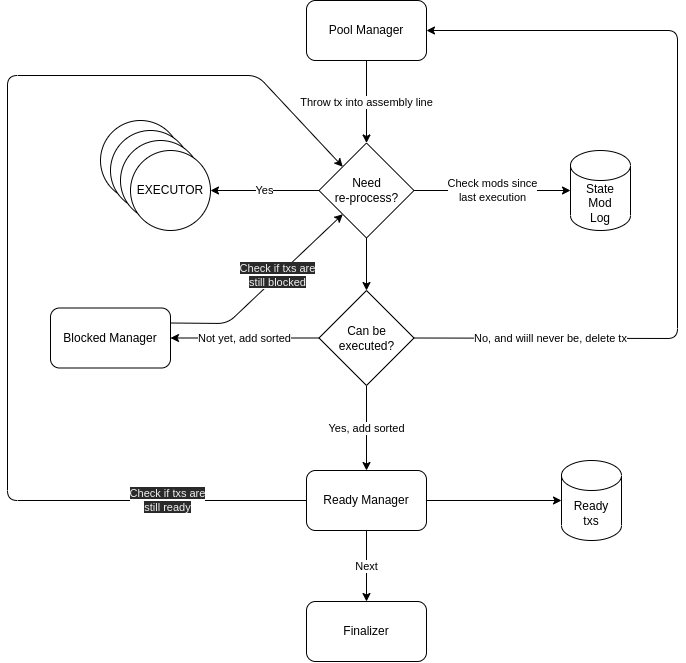 Pool Manager
Throw tx into assembly line
EXECUTOR
Yes
Need
re-process?
Check mods since
last execution
State
Mod
Log
Check if txs are
still blocked
Blocked Manager
Not yet, add sorted
Can be
executed?
No, and wiill never be, delete tx
Yes, add sorted
Check if txs are
still ready
Ready Manager
Ready
txs
Next
Finalizer